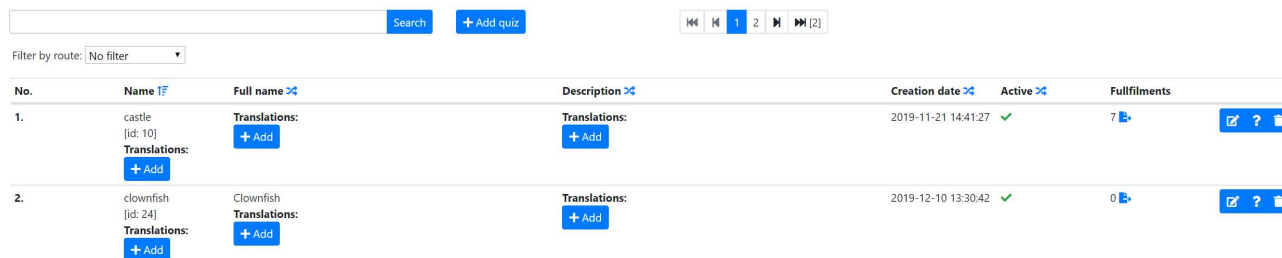 Search + Add quiz 1 2 [2]
Filter by route: No filter
No. Name Full name Description Creation date Active Fullfilments
1. castle Translations: Translations: 2019-11-21 14:41:27 7
[id: 10] + Add + Add ?
Translations:
+ Add
2. clownfish Clownfish Translations: 2019-12-10 13:30:42 0
[id: 24] Translations: + Add ?
Translations: + Add
+ Add